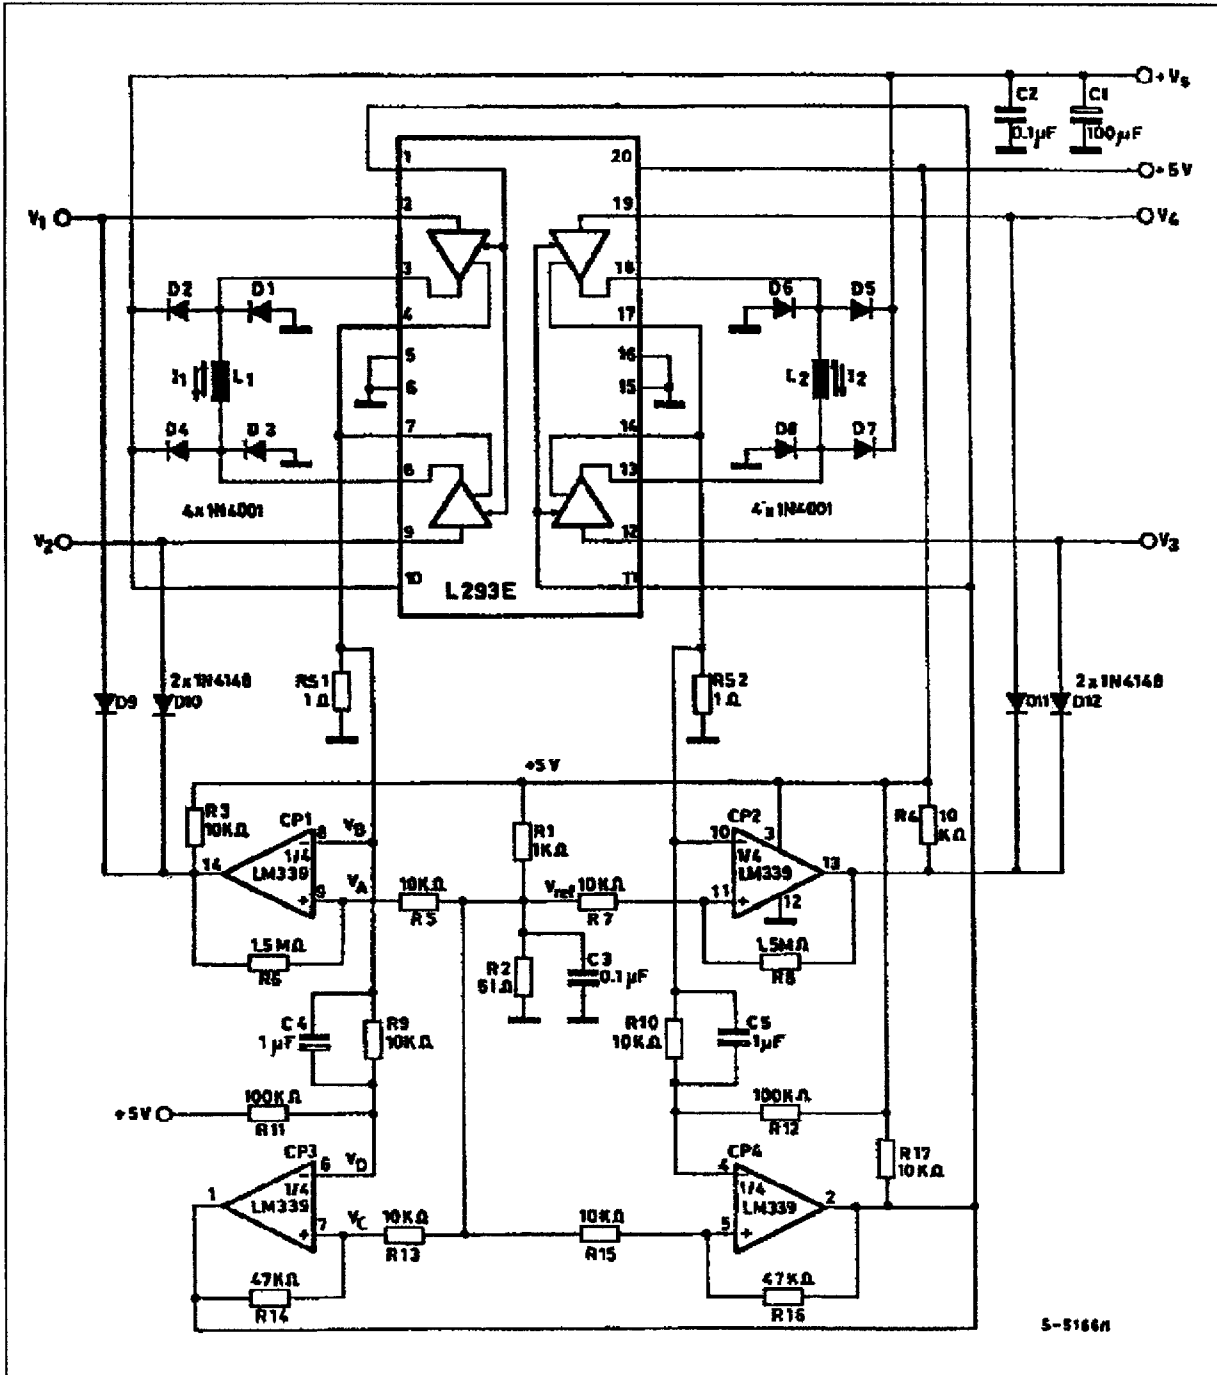 +Vs
C2
0.1µF
C1
100µF
+5V
1
20
V1
2
19
V4
3
18
D2
D1
D6
D5
4
17
5
16
I1
L1
6
15
L2
I2
D4
D3
7
14
D8
D7
8
13
4x1N4001
4x1N4001
V2
9
12
V3
10
11
L293E
2x1N4148
D9
D10
RS1
1Ω
RS2
1Ω
2x1N4148
D11
D12
+5V
R3
10KΩ
CP1
VB
8
R1
1KΩ
CP2
10
3
R4
10
KΩ
14
1/4
LM339
9
VA
10KΩ
R5
Vref
10KΩ
R7
11
1/4
LM339
13
12
1.5MΩ
R6
R2
51Ω
C3
0.1µF
1.5MΩ
R8
C4
1µF
R9
10KΩ
R10
10KΩ
C5
1µF
+5V
100KΩ
R11
100KΩ
R12
CP3
6
VD
CP4
4
R17
10KΩ
1
1/4
LM339
7
VC
10KΩ
R13
10KΩ
R15
5
1/4
LM339
2
47KΩ
R14
47KΩ
R16